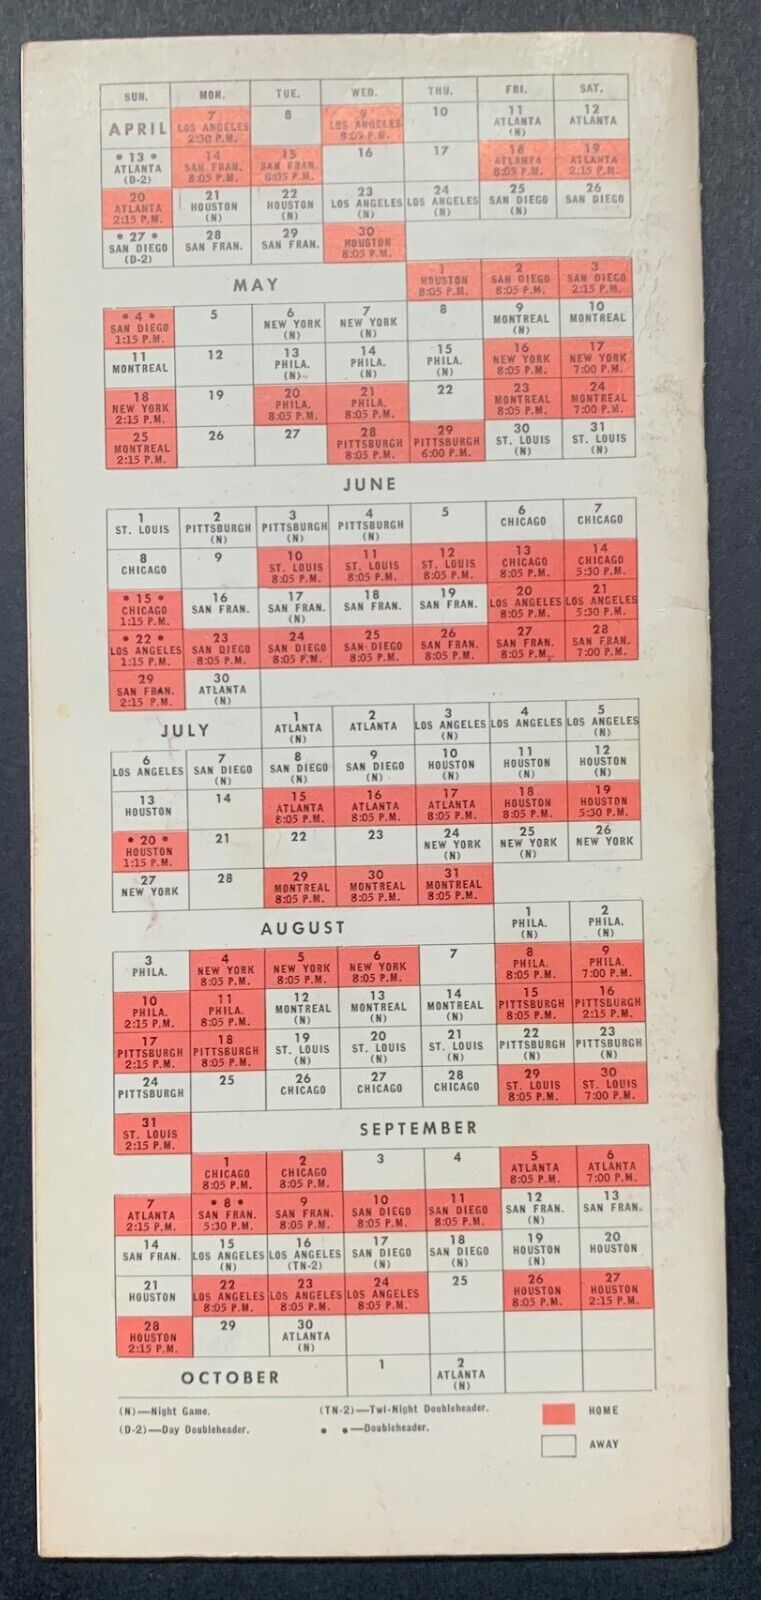 SUN. MON. TUE. WED. THU. FRI. SAT.
APRIL 7 8 9 10 11 12
LOS ANGELES LOS ANGELES ATLANTA ATLANTA
2:30 P.M. 8:05 P.M. (N)
• 13 • 14 15 16 17 18 19
ATLANTA SAN FRAN. SAN FRAN. ATLANTA ATLANTA
(D-2) 8:05 P.M. 8:05 P.M. 8:05 P.M. 2:15 P.M.
20 21 22 23 24 25 26
ATLANTA HOUSTON HOUSTON LOS ANGELES LOS ANGELES SAN DIEGO SAN DIEGO
2:15 P.M. (N) (N) (N) (N) (N)
• 27 • 28 29 30
SAN DIEGO SAN FRAN. SAN FRAN. HOUSTON
(D-2) 8:05 P.M.
MAY 1 2 3
HOUSTON SAN DIEGO SAN DIEGO
8:05 P.M. 8:05 P.M. 2:15 P.M.
• 4 • 5 6 7 8 9 10
SAN DIEGO NEW YORK NEW YORK MONTREAL MONTREAL
1:15 P.M. (N) (N) (N)
11 12 13 14 15 16 17
MONTREAL PHILA. PHILA. PHILA. NEW YORK NEW YORK
(N) (N) (N) 8:05 P.M. 7:00 P.M.
18 19 20 21 22 23 24
NEW YORK PHILA. PHILA. MONTREAL MONTREAL
2:15 P.M. 8:05 P.M. 8:05 P.M. 8:05 P.M. 7:00 P.M.
25 26 27 28 29 30 31
MONTREAL PITTSBURGH PITTSBURGH ST. LOUIS ST. LOUIS
2:15 P.M. 8:05 P.M. 6:00 P.M. (N) (N)
JUNE
1 2 3 4 5 6 7
ST. LOUIS PITTSBURGH PITTSBURGH PITTSBURGH CHICAGO CHICAGO
(N) (N) (N)
8 9 10 11 12 13 14
CHICAGO ST. LOUIS ST. LOUIS ST. LOUIS CHICAGO CHICAGO
8:05 P.M. 8:05 P.M. 8:05 P.M. 8:05 P.M. 5:30 P.M.
• 15 • 16 17 18 19 20 21
CHICAGO SAN FRAN. SAN FRAN. SAN FRAN. SAN FRAN. LOS ANGELES LOS ANGELES
1:15 P.M. (N) 8:05 P.M. 5:30 P.M.
• 22 • 23 24 25 26 27 28
LOS ANGELES SAN DIEGO SAN DIEGO SAN DIEGO SAN FRAN. SAN FRAN. SAN FRAN.
1:15 P.M. 8:05 P.M. 8:05 P.M. 8:05 P.M. 8:05 P.M. 8:05 P.M. 7:00 P.M.
29 30
SAN FRAN. ATLANTA
2:15 P.M. (N)
JULY 1 2 3 4 5
ATLANTA ATLANTA LOS ANGELES LOS ANGELES LOS ANGELES
(N) (N) (N)
6 7 8 9 10 11 12
LOS ANGELES SAN DIEGO SAN DIEGO SAN DIEGO HOUSTON HOUSTON HOUSTON
(N) (N) (N) (N) (N) (N)
13 14 15 16 17 18 19
HOUSTON ATLANTA ATLANTA ATLANTA HOUSTON HOUSTON
8:05 P.M. 8:05 P.M. 8:05 P.M. 8:05 P.M. 5:30 P.M.
• 20 • 21 22 23 24 25 26
HOUSTON NEW YORK NEW YORK NEW YORK
1:15 P.M. (N) (N)
27 28 29 30 31
NEW YORK MONTREAL MONTREAL MONTREAL
8:05 P.M. 8:05 P.M. 8:05 P.M.
AUGUST 1 2
PHILA. PHILA.
(N) (N)
3 4 5 6 7 8 9
PHILA. NEW YORK NEW YORK NEW YORK PHILA. PHILA.
8:05 P.M. 8:05 P.M. 8:05 P.M. 8:05 P.M. 7:00 P.M.
10 11 12 13 14 15 16
PHILA. PHILA. MONTREAL MONTREAL MONTREAL PITTSBURGH PITTSBURGH
2:15 P.M. 8:05 P.M. (N) (N) (N) 8:05 P.M. 2:15 P.M.
17 18 19 20 21 22 23
PITTSBURGH PITTSBURGH ST. LOUIS ST. LOUIS ST. LOUIS PITTSBURGH PITTSBURGH
2:15 P.M. 8:05 P.M. (N) (N) (N) (N) (N)
24 25 26 27 28 29 30
PITTSBURGH CHICAGO CHICAGO CHICAGO ST. LOUIS ST. LOUIS
8:05 P.M. 7:00 P.M.
31
ST. LOUIS
2:15 P.M.
SEPTEMBER
1 2 3 4 5 6
CHICAGO CHICAGO ATLANTA ATLANTA
8:05 P.M. 8:05 P.M. 8:05 P.M. 7:00 P.M.
7 • 8 • 9 10 11 12 13
ATLANTA SAN FRAN. SAN FRAN. SAN DIEGO SAN DIEGO SAN FRAN. SAN FRAN.
2:15 P.M. 5:30 P.M. 8:05 P.M. 8:05 P.M. 8:05 P.M. (N)
14 15 16 17 18 19 20
SAN FRAN. LOS ANGELES LOS ANGELES SAN DIEGO SAN DIEGO HOUSTON HOUSTON
(N) (TN-2) (N) (N) (N)
21 22 23 24 25 26 27
HOUSTON LOS ANGELES LOS ANGELES LOS ANGELES HOUSTON HOUSTON
8:05 P.M. 8:05 P.M. 8:05 P.M. 8:05 P.M. 2:15 P.M.
28 29 30
HOUSTON ATLANTA
2:15 P.M. (N)
OCTOBER 1 2
ATLANTA
(N)
(N)—Night Game. (TN-2)—Twi-Night Doubleheader. HOME
(D-2)—Day Doubleheader. • •—Doubleheader.
AWAY